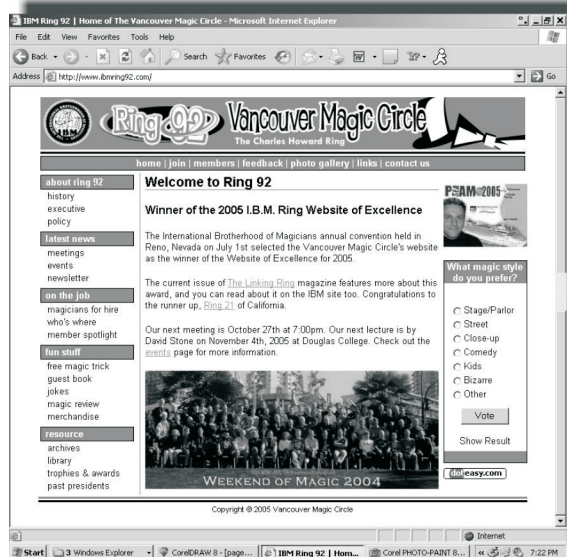 IBM Ring 92 | Home of The Vancouver Magic Circle - Microsoft Internet Explorer
File Edit View Favorites Tools Help
Back Search Favorites
Address http://www.ibmring92.com/ Go
IBM
Ring 92 Vancouver Magic Circle
The Charles Howard Ring
home | join | members | feedback | photo gallery | links | contact us
about ring 92
history
executive
policy
latest news
meetings
events
newsletter
on the job
magicians for hire
who's where
member spotlight
fun stuff
free magic trick
guest book
jokes
magic review
merchandise
resource
archives
library
trophies & awards
past presidents
Welcome to Ring 92
Winner of the 2005 I.B.M. Ring Website of Excellence
The International Brotherhood of Magicians annual convention held in
Reno, Nevada on July 1st selected the Vancouver Magic Circle's website
as the winner of the Website of Excellence for 2005.
The current issue of The Linking Ring magazine features more about this
award, and you can read about it on the IBM site too. Congratulations to
the runner up, Ring 21 of California.
Our next meeting is October 27th at 7:00pm. Our next lecture is by
David Stone on November 4th, 2005 at Douglas College. Check out the
events page for more information.
WEEKEND OF MAGIC 2004
PCAM@2005
What magic style
do you prefer?
Stage/Parlor
Street
Close-up
Comedy
Kids
Bizarre
Other
Vote
Show Result
doteasy.com
Copyright © 2005 Vancouver Magic Circle
Internet
Start 3 Windows Explorer CorelDRAW 8 - [page... IBM Ring 92 | Hom... Corel PHOTO-PAINT 8... 7:22 PM